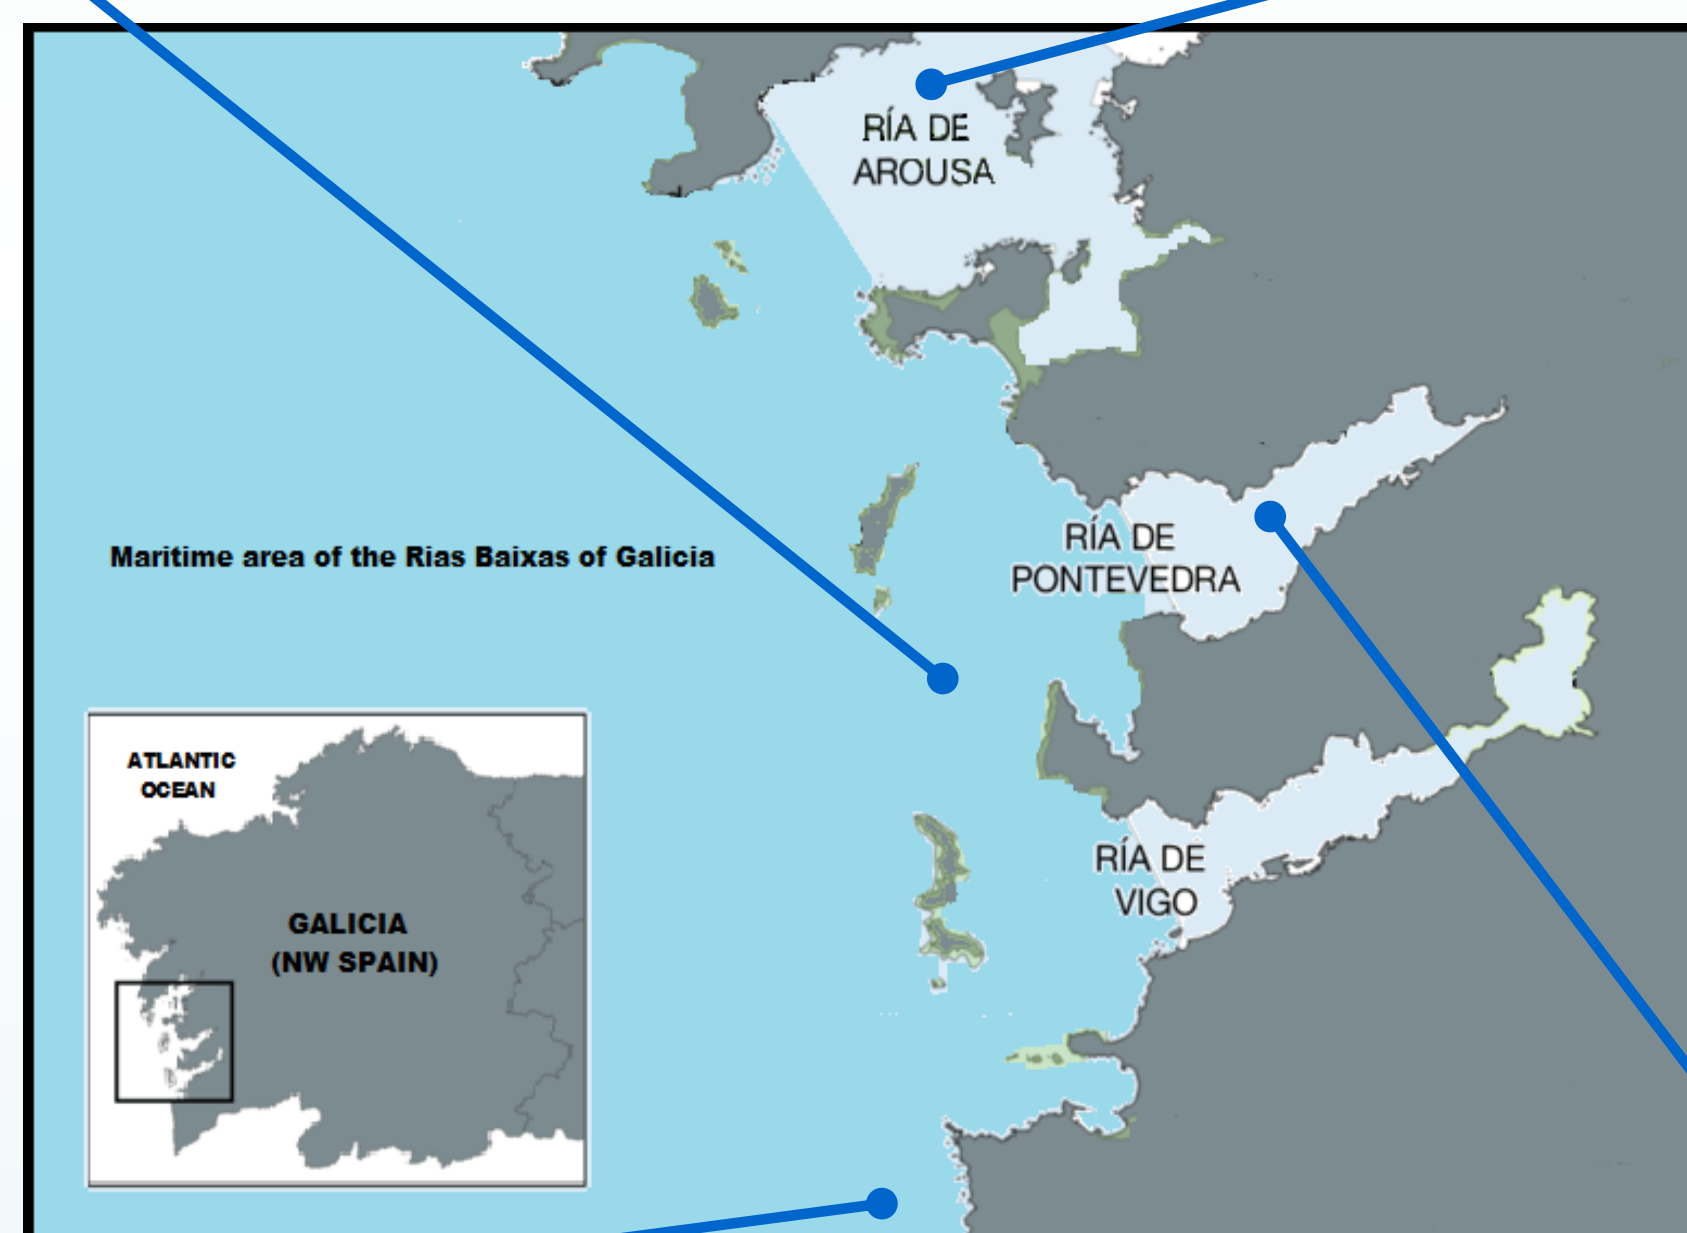 RÍA DE
AROUSA
RÍA DE
PONTEVEDRA
Maritime area of the Rias Baixas of Galicia
RÍA DE
VIGO
ATLANTIC
OCEAN
GALICIA
(NW SPAIN)